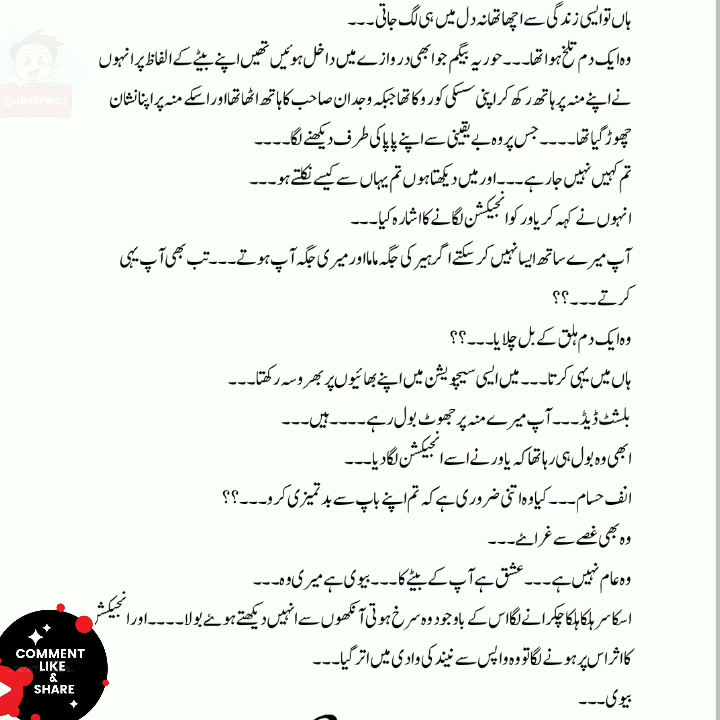 ہاں تو ایسی زندگی سے اچھا تھا نہ دل میں ہی لگ جاتی۔۔۔
وہ ایک دم تلخ ہوا تھا۔۔۔ حوریہ بیگم جو ابھی دروازے میں داخل ہوئیں تھیں اپنے بیٹے کے الفاظ پر انہوں
نے اپنے منہ پر ہاتھ رکھ کر اپنی سسکی کو روکا تھا جبکہ وجدان صاحب کا ہاتھ اٹھا تھا اور اسکے منہ پر اپنا نشان
چھوڑ گیا تھا۔۔۔۔ جس پر وہ بے یقینی سے اپنے پاپا کی طرف دیکھنے لگا۔۔۔۔
تم کہیں نہیں جا رہے۔۔۔ اور میں دیکھتا ہوں تم یہاں سے کیسے نکلتے ہو۔۔۔
انہوں نے کہہ کر یاور کو انجیکشن لگانے کا اشارہ کیا۔۔۔
آپ میرے ساتھ ایسا نہیں کر سکتے اگر ہیر کی جگہ ماما اور میری جگہ آپ ہوتے۔۔۔ تب بھی آپ یہی
کرتے۔۔۔؟؟
وہ ایک دم ہلق کے بل چلایا۔۔۔؟؟
ہاں میں یہی کرتا۔۔۔ میں ایسی سیچویشن میں اپنے بھائیوں پر بھروسہ رکھتا۔۔۔
بلشٹ ڈیڈ۔۔۔ آپ میرے منہ پر جھوٹ بول رہے۔۔۔۔ ہیں۔۔۔
ابھی وہ بول ہی رہا تھا کہ یاور نے اسے انجیکشن لگا دیا۔۔۔
انف حسام۔۔۔ کیا وہ اتنی ضروری ہے کہ تم اپنے باپ سے بدتمیزی کرو۔۔۔؟؟
وہ بھی غصے سے غرائے۔۔۔
وہ عام نہیں ہے۔۔۔ عشق ہے آپ کے بیٹے کا۔۔۔ بیوی ہے میری وہ۔۔۔
اسکا سر ہلکا ہلکا چکرانے لگا اس کے باوجود وہ سرخ ہوتی آنکھوں سے انہیں دیکھتے ہوئے بولا۔۔۔۔ اور انجیکشن
کا اثر اس پر ہونے لگا تو وہ واپس سے نیند کی وادی میں اتر گیا۔۔۔
بیوی۔۔۔
Subscribe!
COMMENT
LIKE
&
SHARE